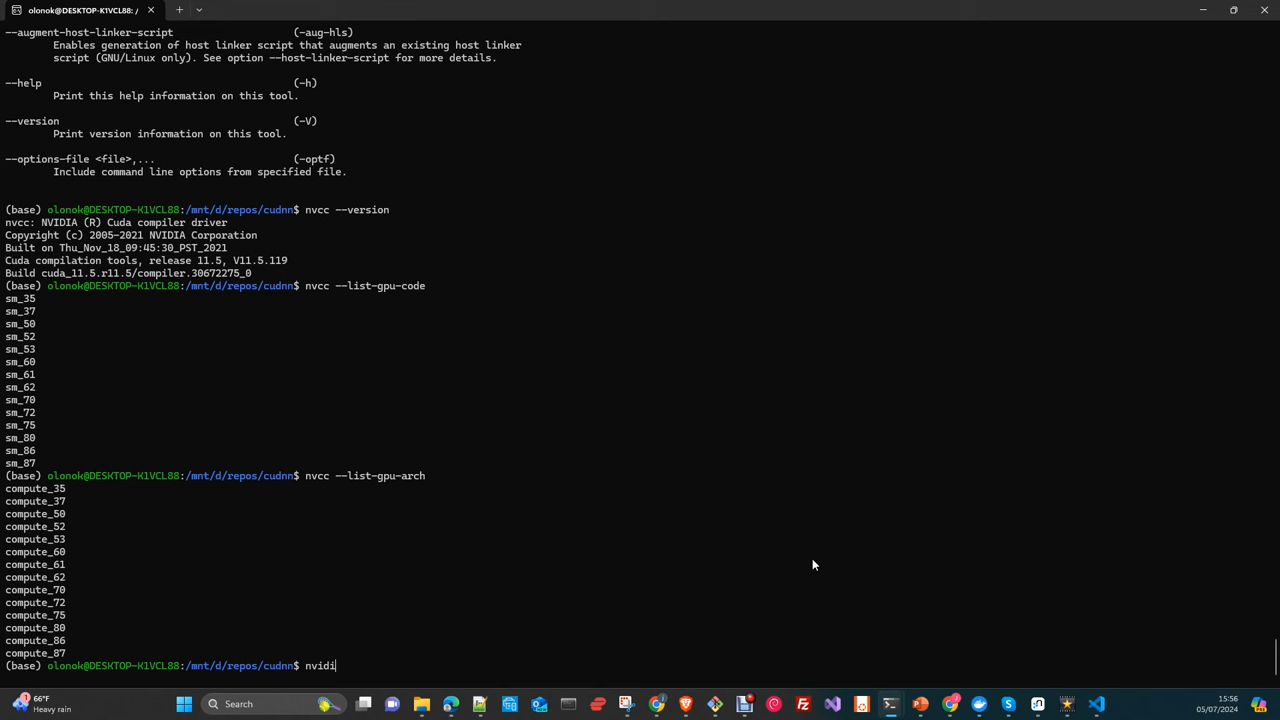 olonok@DESKTOP-K1VCL88: /
--augment-host-linker-script (-aug-hls)
Enables generation of host linker script that augments an existing host linker
script (GNU/Linux only). See option --host-linker-script for more details.
--help (-h)
Print this help information on this tool.
--version (-V)
Print version information on this tool.
--options-file <file>,... (-optf)
Include command line options from specified file.
(base) olonok@DESKTOP-K1VCL88:/mnt/d/repos/cudnn$ nvcc --version
nvcc: NVIDIA (R) Cuda compiler driver
Copyright (c) 2005-2021 NVIDIA Corporation
Built on Thu_Nov_18_09:45:30_PST_2021
Cuda compilation tools, release 11.5, V11.5.119
Build cuda_11.5.r11.5/compiler.30672275_0
(base) olonok@DESKTOP-K1VCL88:/mnt/d/repos/cudnn$ nvcc --list-gpu-code
sm_35
sm_37
sm_50
sm_52
sm_53
sm_60
sm_61
sm_62
sm_70
sm_72
sm_75
sm_80
sm_86
sm_87
(base) olonok@DESKTOP-K1VCL88:/mnt/d/repos/cudnn$ nvcc --list-gpu-arch
compute_35
compute_37
compute_50
compute_52
compute_53
compute_60
compute_61
compute_62
compute_70
compute_72
compute_75
compute_80
compute_86
compute_87
(base) olonok@DESKTOP-K1VCL88:/mnt/d/repos/cudnn$ nvidi
66°F
Heavy rain
Search
15:56
05/07/2024